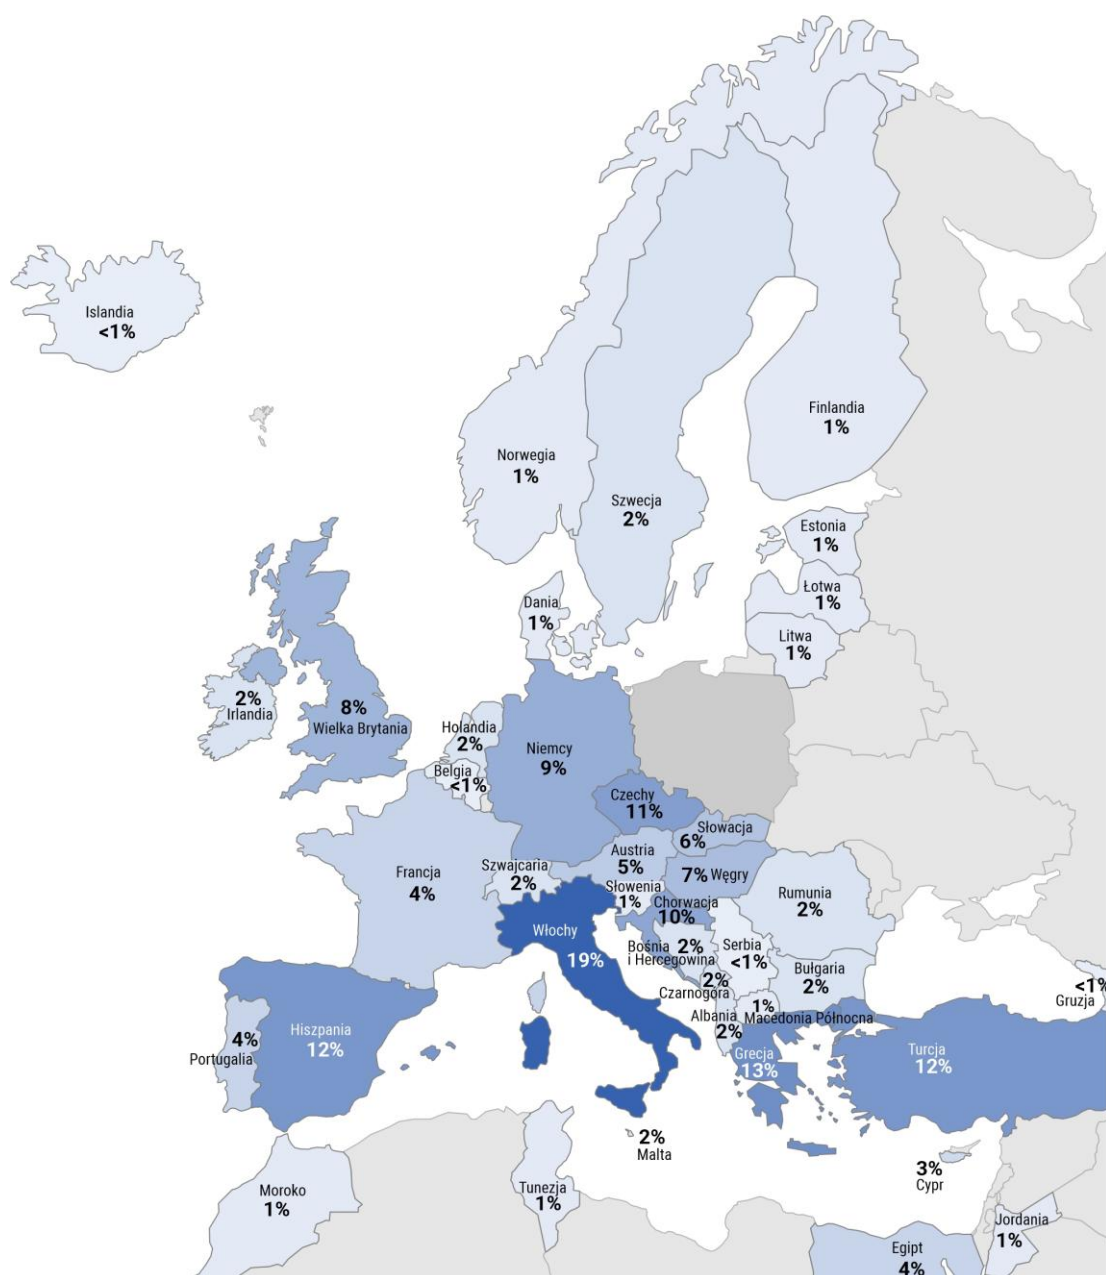 Islandia
<1%
Finlandia
1%
Norwegia
1%
Szwecja
2%
Estonia
1%
Łotwa
1%
Dania
1%
Litwa
1%
2%
Irlandia
8%
Wielka Brytania
Holandia
2%
Niemcy
9%
Belgia
<1%
Czechy
11%
Słowacja
6%
Austria
5%
Francja
4%
Szwajcaria
2%
7% Węgry
Słowenia
1%
Rumunia
2%
Chorwacja
10%
Włochy
19%
Bośnia
i Hercegowina
2%
Serbia
<1%
Bułgaria
2%
2%
Czarnogóra
<1%
Gruzja
1%
Macedonia Północna
Albania
2%
Hiszpania
12%
4%
Portugalia
Grecja
13%
Turcja
12%
2%
Malta
3%
Cypr
Moroko
1%
Tunezja
1%
Jordania
1%
Egipt
4%